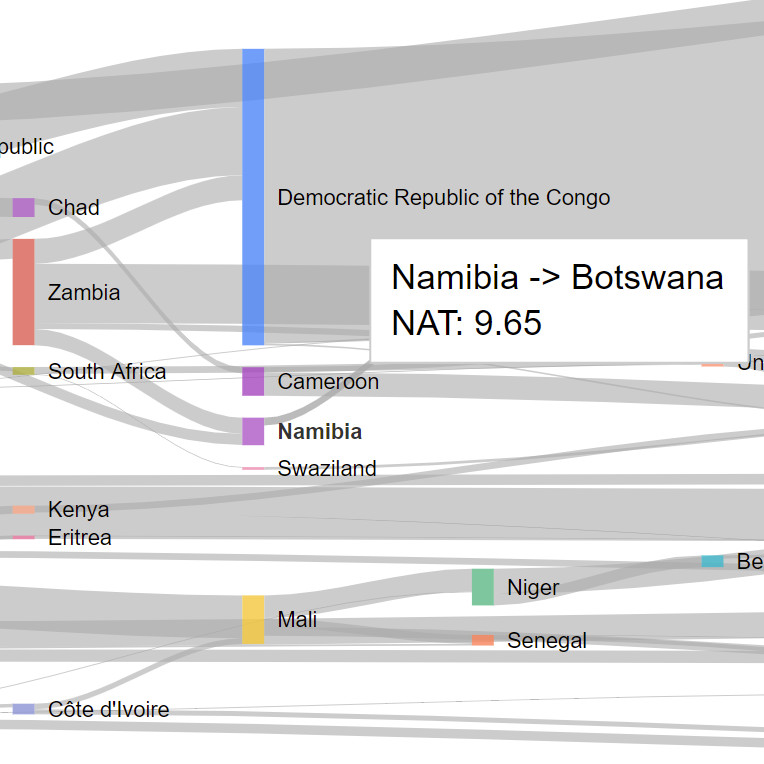 public
Chad
Democratic Republic of the Congo
Namibia -> Botswana
NAT: 9.65
Zambia
South Africa
Un
Cameroon
Namibia
Swaziland
Kenya
Eritrea
Be
Niger
Mali
Senegal
Côte d'Ivoire